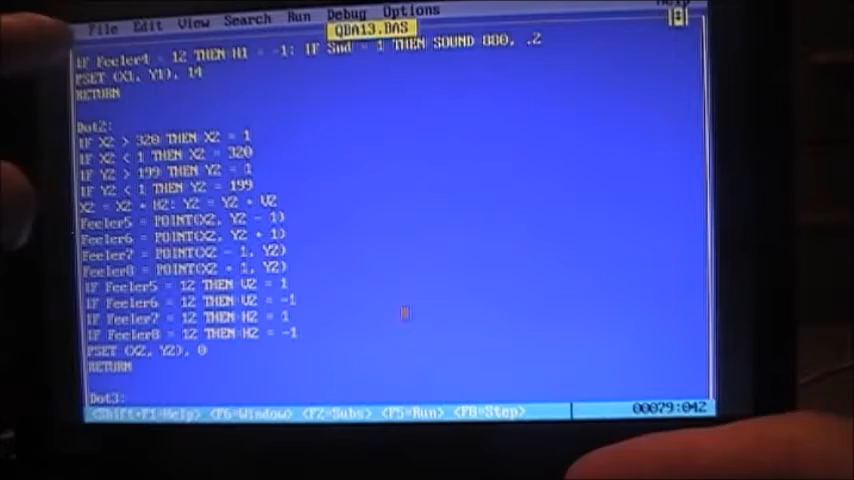 File Edit View Search Run Debug Options Help
QBA13.BAS
IF Feeler4 = 12 THEN H1 = -1: IF Snd = 1 THEN SOUND 880, .2
PSET (X1, Y1), 14
RETURN
Dot2:
IF X2 > 320 THEN X2 = 1
IF X2 < 1 THEN X2 = 320
IF Y2 > 199 THEN Y2 = 1
IF Y2 < 1 THEN Y2 = 199
X2 = X2 + H2: Y2 = Y2 + V2
Feeler5 = POINT(X2, Y2 - 1)
Feeler6 = POINT(X2, Y2 + 1)
Feeler7 = POINT(X2 - 1, Y2)
Feeler8 = POINT(X2 + 1, Y2)
IF Feeler5 = 12 THEN V2 = 1
IF Feeler6 = 12 THEN V2 = -1
IF Feeler7 = 12 THEN H2 = 1
IF Feeler8 = 12 THEN H2 = -1
PSET (X2, Y2), 0
RETURN
Dot3:
<Shift+F1=Help> <F6=Window> <F2=Subs> <F5=Run> <F8=Step> 00079:042